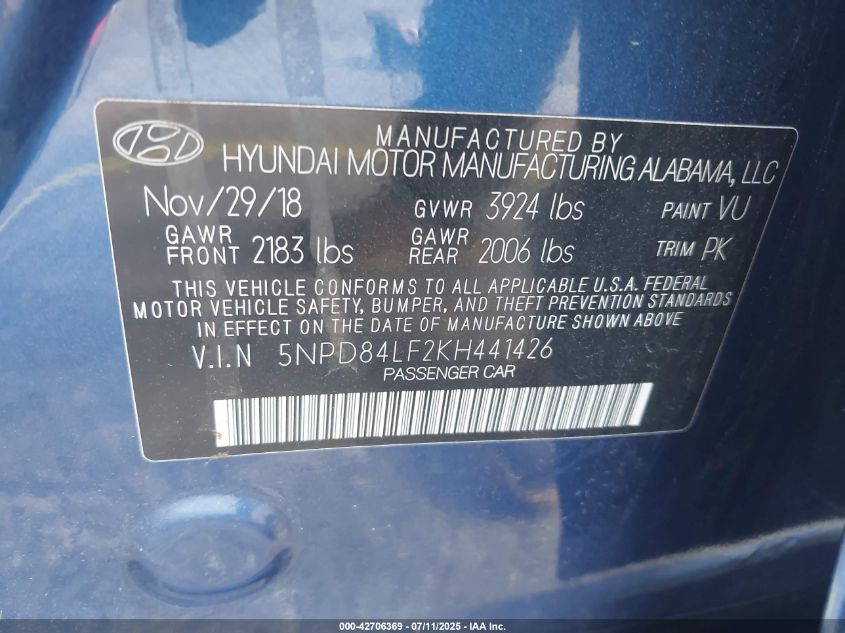 MANUFACTURED BY
HYUNDAI MOTOR MANUFACTURING ALABAMA, LLC
Nov/29/18 GVWR 3924 lbs PAINT VU
GAWR FRONT 2183 lbs GAWR REAR 2006 lbs TRIM PK
THIS VEHICLE CONFORMS TO ALL APPLICABLE U.S.A. FEDERAL
MOTOR VEHICLE SAFETY, BUMPER, AND THEFT PREVENTION STANDARDS
IN EFFECT ON THE DATE OF MANUFACTURE SHOWN ABOVE
V.I.N 5NPD84LF2KH441426
PASSENGER CAR
000-42706369 - 07/11/2025 - IAA Inc.